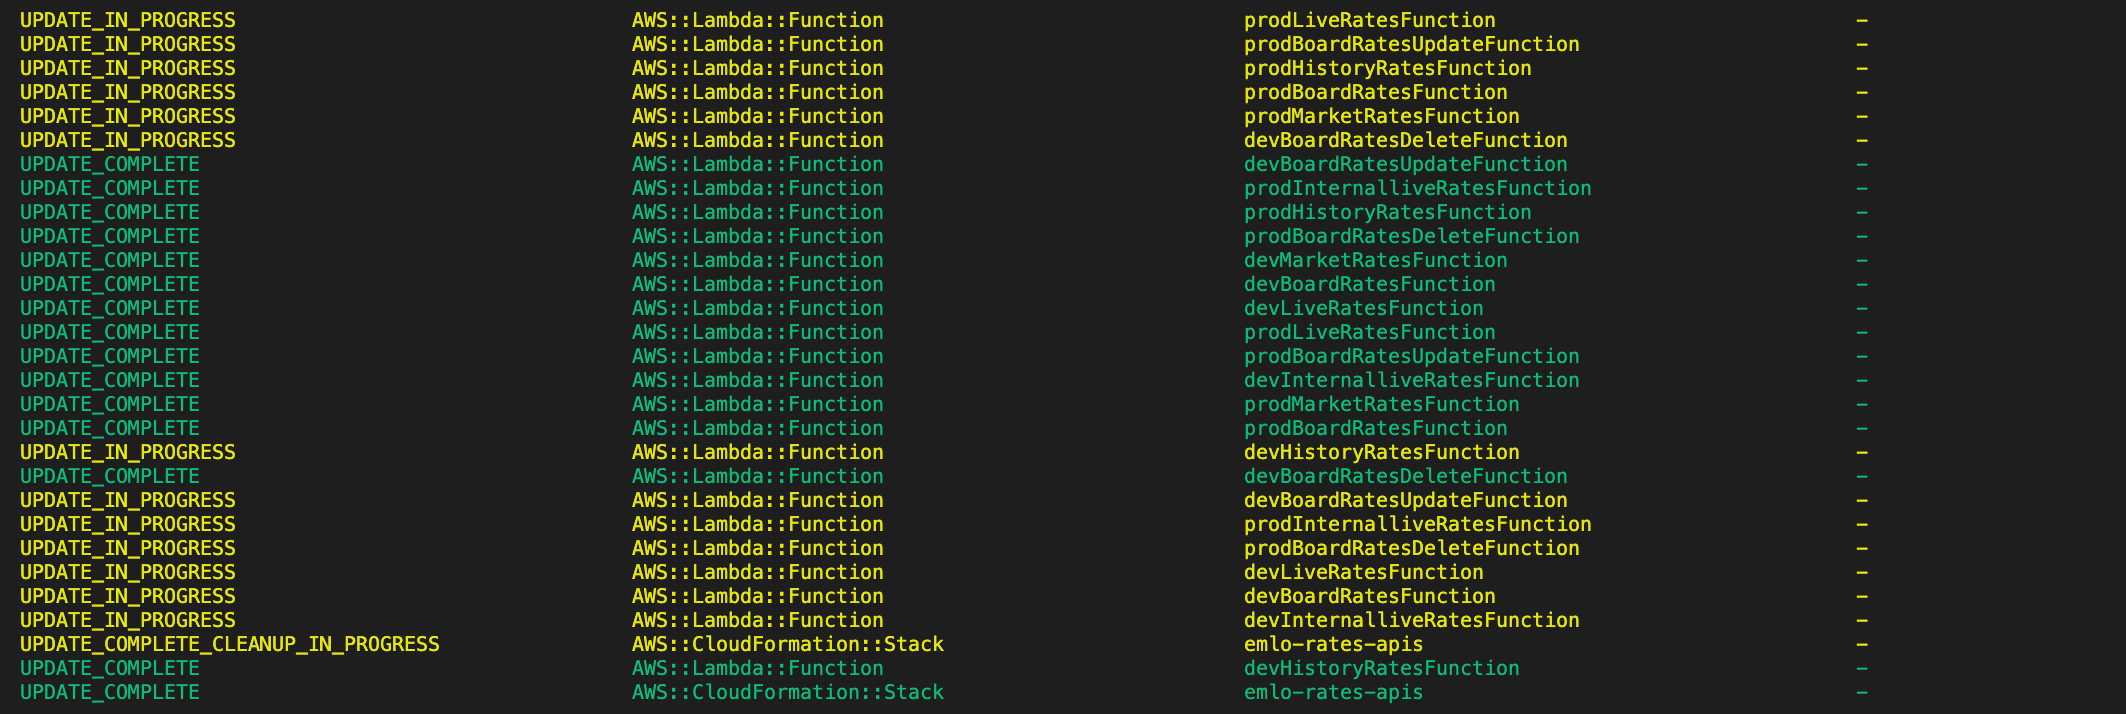 UPDATE_IN_PROGRESS AWS::Lambda::Function prodLiveRatesFunction -
UPDATE_IN_PROGRESS AWS::Lambda::Function prodBoardRatesUpdateFunction -
UPDATE_IN_PROGRESS AWS::Lambda::Function prodHistoryRatesFunction -
UPDATE_IN_PROGRESS AWS::Lambda::Function prodBoardRatesFunction -
UPDATE_IN_PROGRESS AWS::Lambda::Function prodMarketRatesFunction -
UPDATE_IN_PROGRESS AWS::Lambda::Function devBoardRatesDeleteFunction -
UPDATE_COMPLETE AWS::Lambda::Function devBoardRatesUpdateFunction -
UPDATE_COMPLETE AWS::Lambda::Function prodInternalliveRatesFunction -
UPDATE_COMPLETE AWS::Lambda::Function prodHistoryRatesFunction -
UPDATE_COMPLETE AWS::Lambda::Function prodBoardRatesDeleteFunction -
UPDATE_COMPLETE AWS::Lambda::Function devMarketRatesFunction -
UPDATE_COMPLETE AWS::Lambda::Function devBoardRatesFunction -
UPDATE_COMPLETE AWS::Lambda::Function devLiveRatesFunction -
UPDATE_COMPLETE AWS::Lambda::Function prodLiveRatesFunction -
UPDATE_COMPLETE AWS::Lambda::Function prodBoardRatesUpdateFunction -
UPDATE_COMPLETE AWS::Lambda::Function devInternalliveRatesFunction -
UPDATE_COMPLETE AWS::Lambda::Function prodMarketRatesFunction -
UPDATE_COMPLETE AWS::Lambda::Function prodBoardRatesFunction -
UPDATE_IN_PROGRESS AWS::Lambda::Function devHistoryRatesFunction -
UPDATE_COMPLETE AWS::Lambda::Function devBoardRatesDeleteFunction -
UPDATE_IN_PROGRESS AWS::Lambda::Function devBoardRatesUpdateFunction -
UPDATE_IN_PROGRESS AWS::Lambda::Function prodInternalliveRatesFunction -
UPDATE_IN_PROGRESS AWS::Lambda::Function prodBoardRatesDeleteFunction -
UPDATE_IN_PROGRESS AWS::Lambda::Function devLiveRatesFunction -
UPDATE_IN_PROGRESS AWS::Lambda::Function devBoardRatesFunction -
UPDATE_IN_PROGRESS AWS::Lambda::Function devInternalliveRatesFunction -
UPDATE_COMPLETE_CLEANUP_IN_PROGRESS AWS::CloudFormation::Stack emlo-rates-apis -
UPDATE_COMPLETE AWS::Lambda::Function devHistoryRatesFunction -
UPDATE_COMPLETE AWS::CloudFormation::Stack emlo-rates-apis -